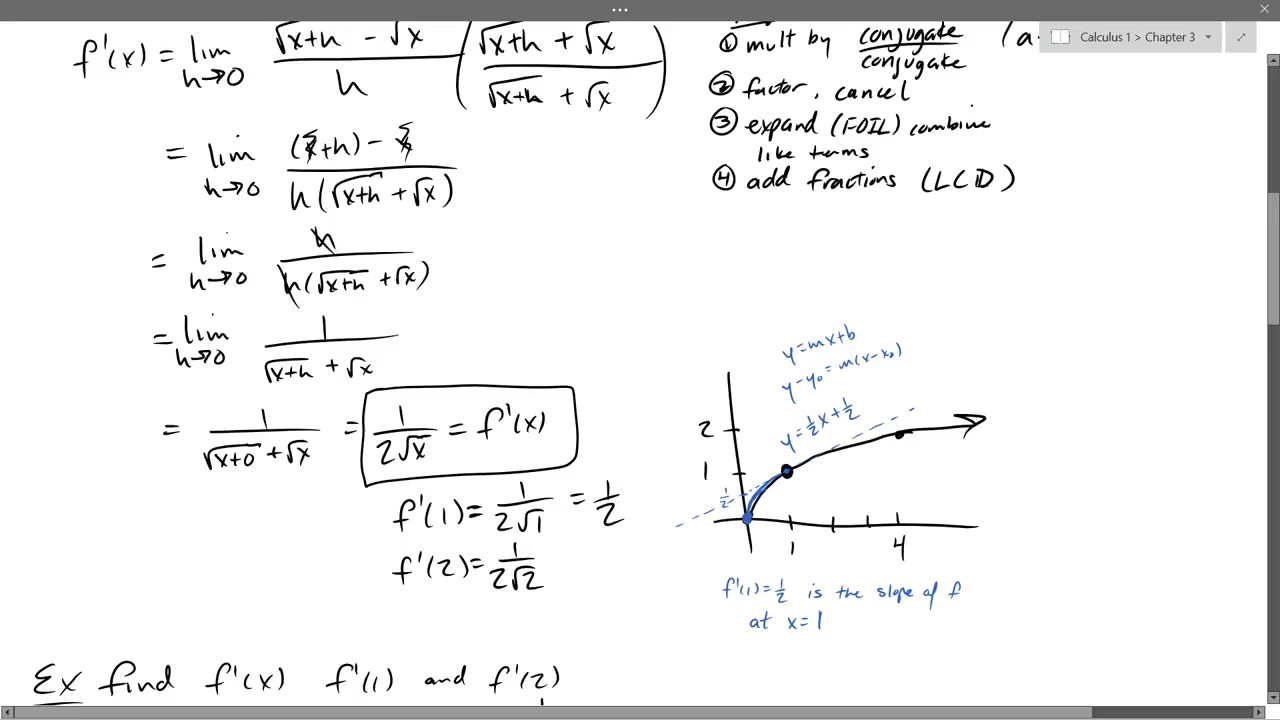 f'(x) = lim h→0 (√x+h - √x)/h ((√x+h + √x)/(√x+h + √x))
= lim h→0 ((x+h) - x)/(h(√x+h + √x))
= lim h→0 h/(h(√x+h + √x))
= lim h→0 1/(√x+h + √x)
= 1/(√x+0 + √x) = 1/(2√x) = f'(x)
f'(1) = 1/(2√1) = 1/2
f'(2) = 1/(2√2)
① mult by conjugate/conjugate (a.
② factor, cancel
③ expand (FOIL) combine
like terms
④ add fractions (LCD)
Calculus 1 > Chapter 3
y=mx+b
y-y₀=m(x-x₀)
y=½x+½
2
1
½
1
4
f'(1)=½ is the slope of f
at x=1
Ex find f'(x) f'(1) and f'(2)